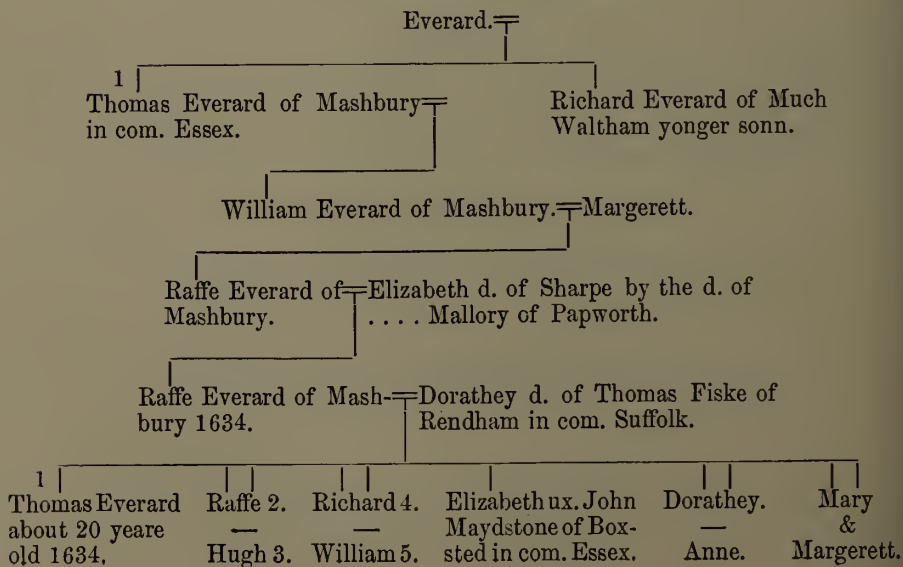 Everard.
1
Thomas Everard of Mashbury
in com. Essex.
Richard Everard of Much
Waltham yonger sonn.
William Everard of Mashbury. Margerett.
Raffe Everard of
Mashbury.
Elizabeth d. of Sharpe by the d. of
.... Mallory of Papworth.
Raffe Everard of Mash-
bury 1634.
Dorathey d. of Thomas Fiske of
Rendham in com. Suffolk.
1
Thomas Everard
about 20 yeare
old 1634.
Raffe 2.
—
Hugh 3.
Richard 4.
—
William 5.
Elizabeth ux. John
Maydstone of Box-
sted in com. Essex.
Dorathey.
—
Anne.
Mary
&
Margerett.